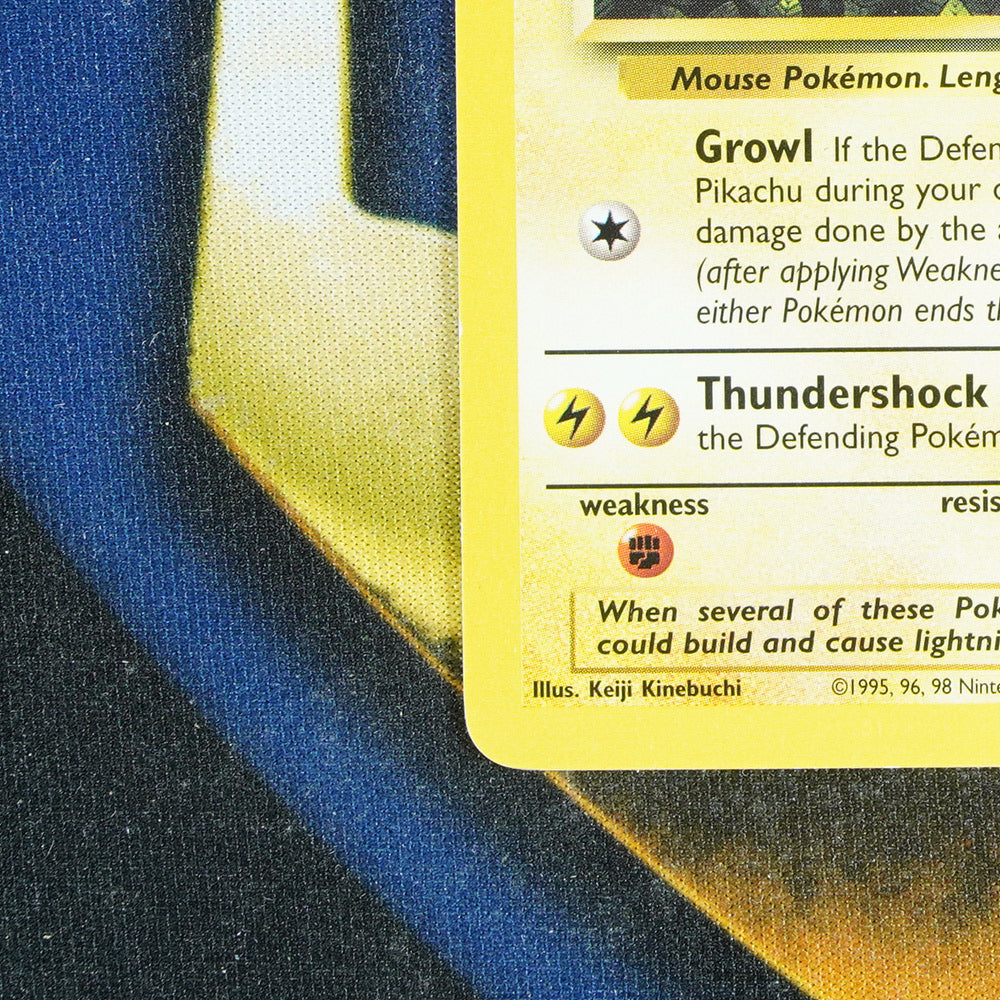 Mouse Pokémon. Leng
Growl If the Defen
Pikachu during your
damage done by the
(after applying Weakne
either Pokémon ends th
Thundershock
the Defending Pokém
weakness resis
When several of these Pok
could build and cause lightni
Illus. Keiji Kinebuchi ©1995, 96, 98 Ninte